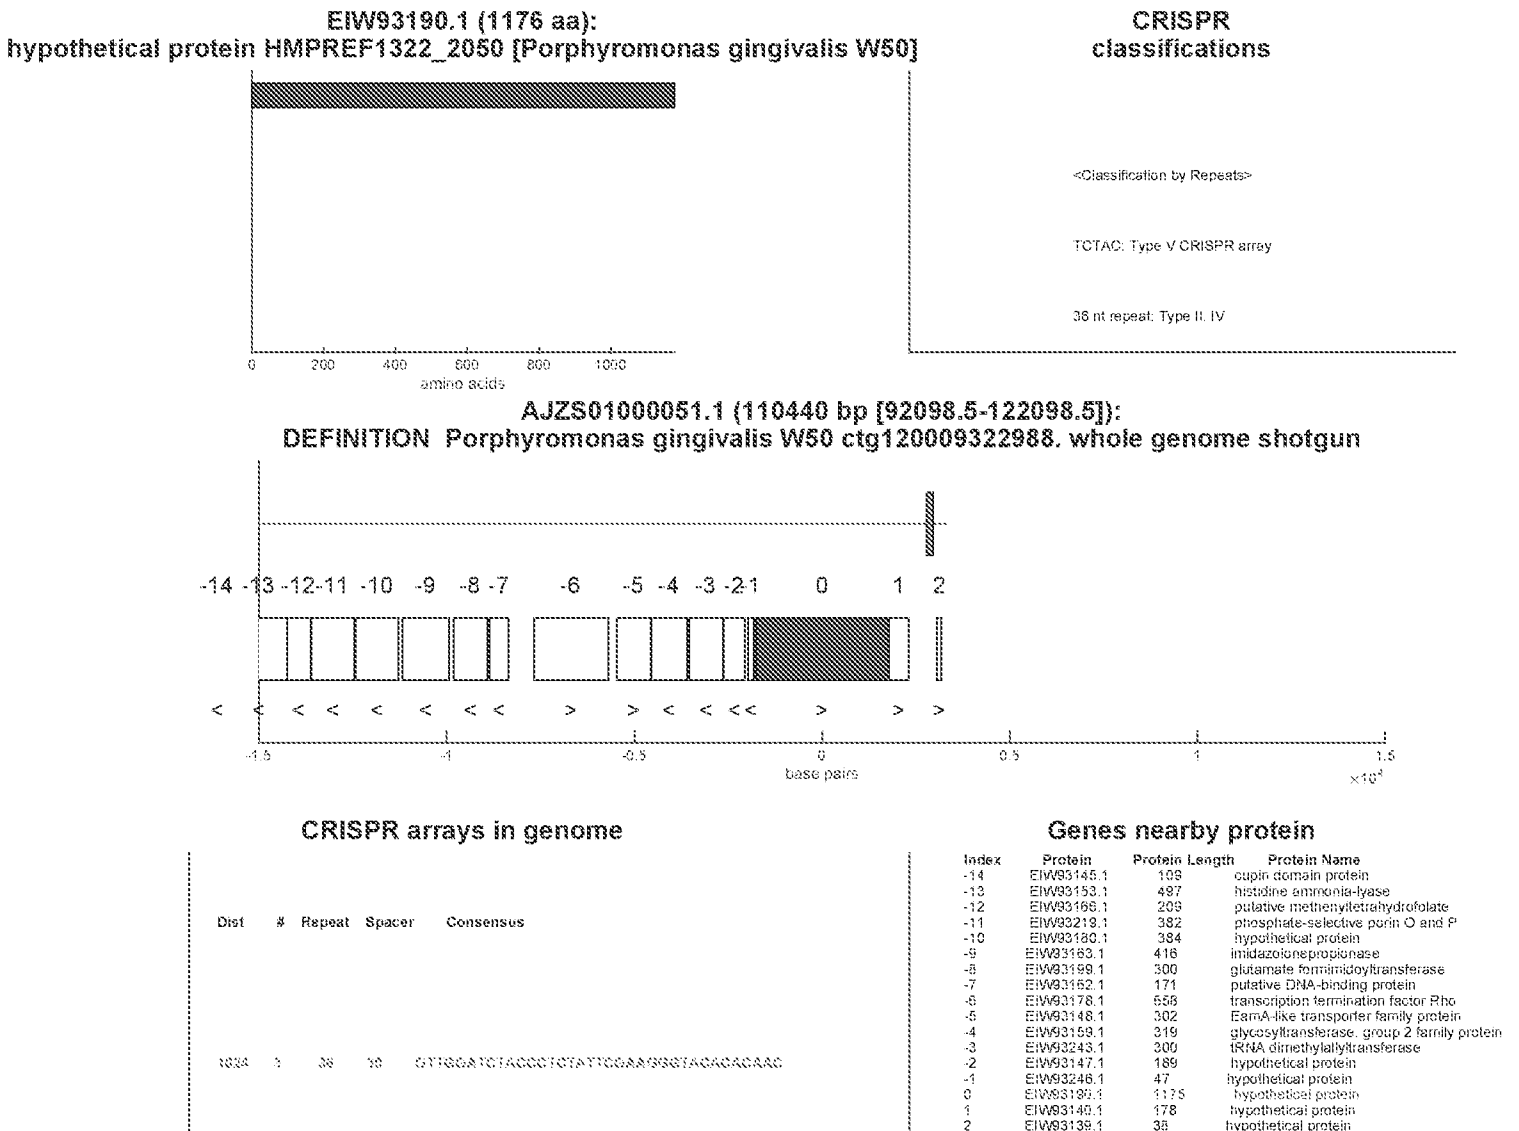 EIW93190.1 (1176 aa):
hypothetical protein HMPREF1322_2050 [Porphyromonas gingivalis W50]
0 200 400 600 800 1000
amino acids
CRISPR
classifications
<Classification by Repeats>
TCTAC: Type V CRISPR array
36 nt repeat: Type II, IV
AJZS01000051.1 (110440 bp [92098.5-122098.5]):
DEFINITION Porphyromonas gingivalis W50 ctg120009322988. whole genome shotgun
-14 -13 -12 -11 -10 -9 -8 -7 -6 -5 -4 -3 -2 -1 0 1 2
< < < < < < < < > > < < < < > > >
-1.5 -1 -0.5 0 0.5 1 1.5
base pairs
×10⁴
CRISPR arrays in genome
Dist # Repeat Spacer Consensus
36 30
Genes nearby protein
Index Protein Protein Length Protein Name
-14 EIW93145.1 109 cupin domain protein
-13 EIW93153.1 497 histidine ammonia-lyase
-12 EIW93166.1 209 putative methenyltetrahydrofolate
-11 EIW93219.1 382 phosphate-selective porin O and P
-10 EIW93180.1 384 hypothetical protein
-9 EIW93163.1 416 imidazolonepropionase
-8 EIW93199.1 300 glutamate formimidoyltransferase
-7 EIW93162.1 171 putative DNA-binding protein
-6 EIW93178.1 658 transcription termination factor Rho
-5 EIW93148.1 302 EamA-like transporter family protein
-4 EIW93159.1 319 glycosyltransferase, group 2 family protein
-3 EIW93243.1 300 tRNA dimethylallyltransferase
-2 EIW93147.1 189 hypothetical protein
-1 EIW93246.1 47 hypothetical protein
0 EIW93190.1 1175 hypothetical protein
1 EIW93140.1 178 hypothetical protein
2 EIW93139.1 38 hypothetical protein